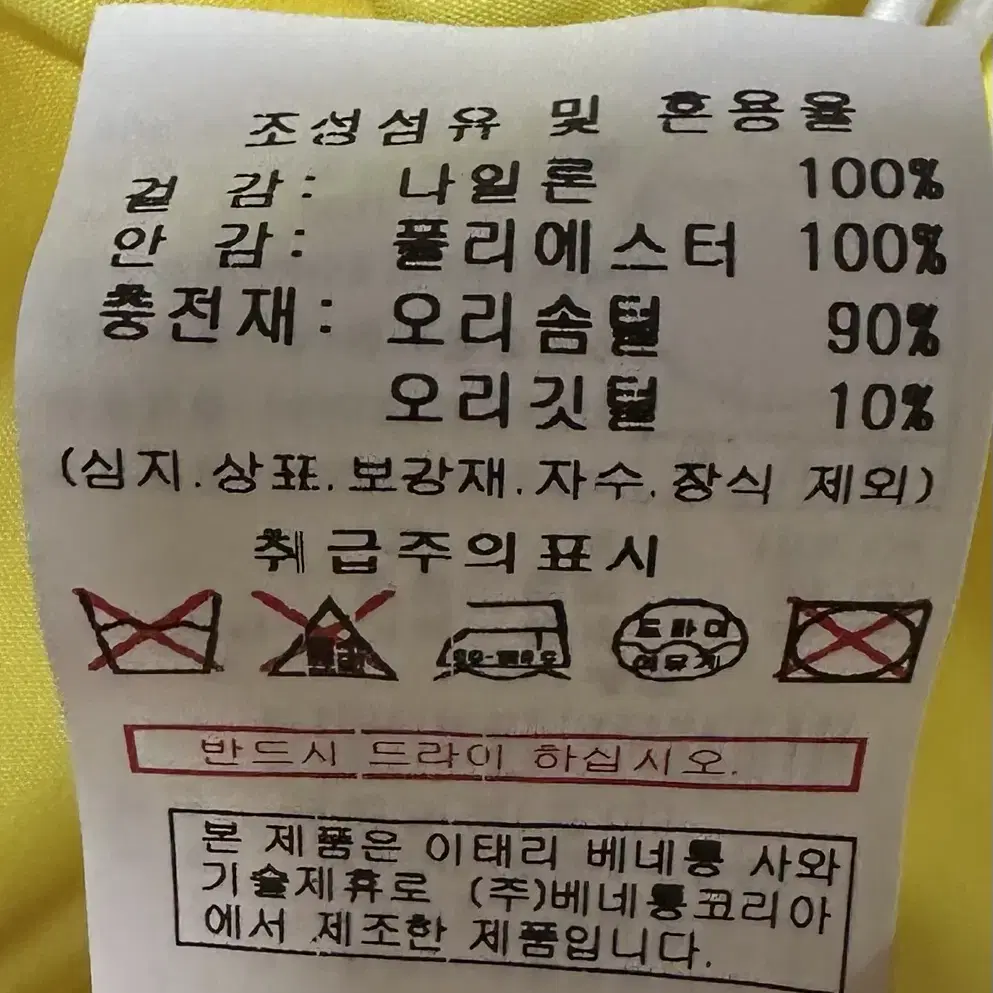 조성섬유 및 혼용율
겉 감: 나일론 100%
안 감: 폴리에스터 100%
충전재: 오리솜털 90%
오리깃털 10%
(심지.상표.보강재.자수.장식 제외)
취급주의표시
드라이
반드시 드라이 하십시오.
본 제품은 이태리 베네통 사와
기술제휴로 (주)베네통코리아
에서 제조한 제품입니다.